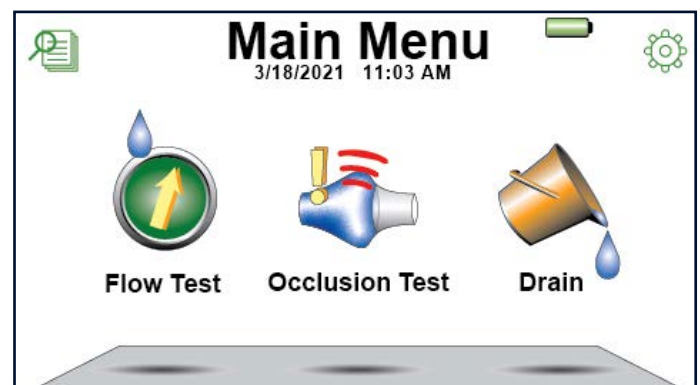 Main Menu
3/18/2021 11:03 AM
Flow Test
Occlusion Test
Drain